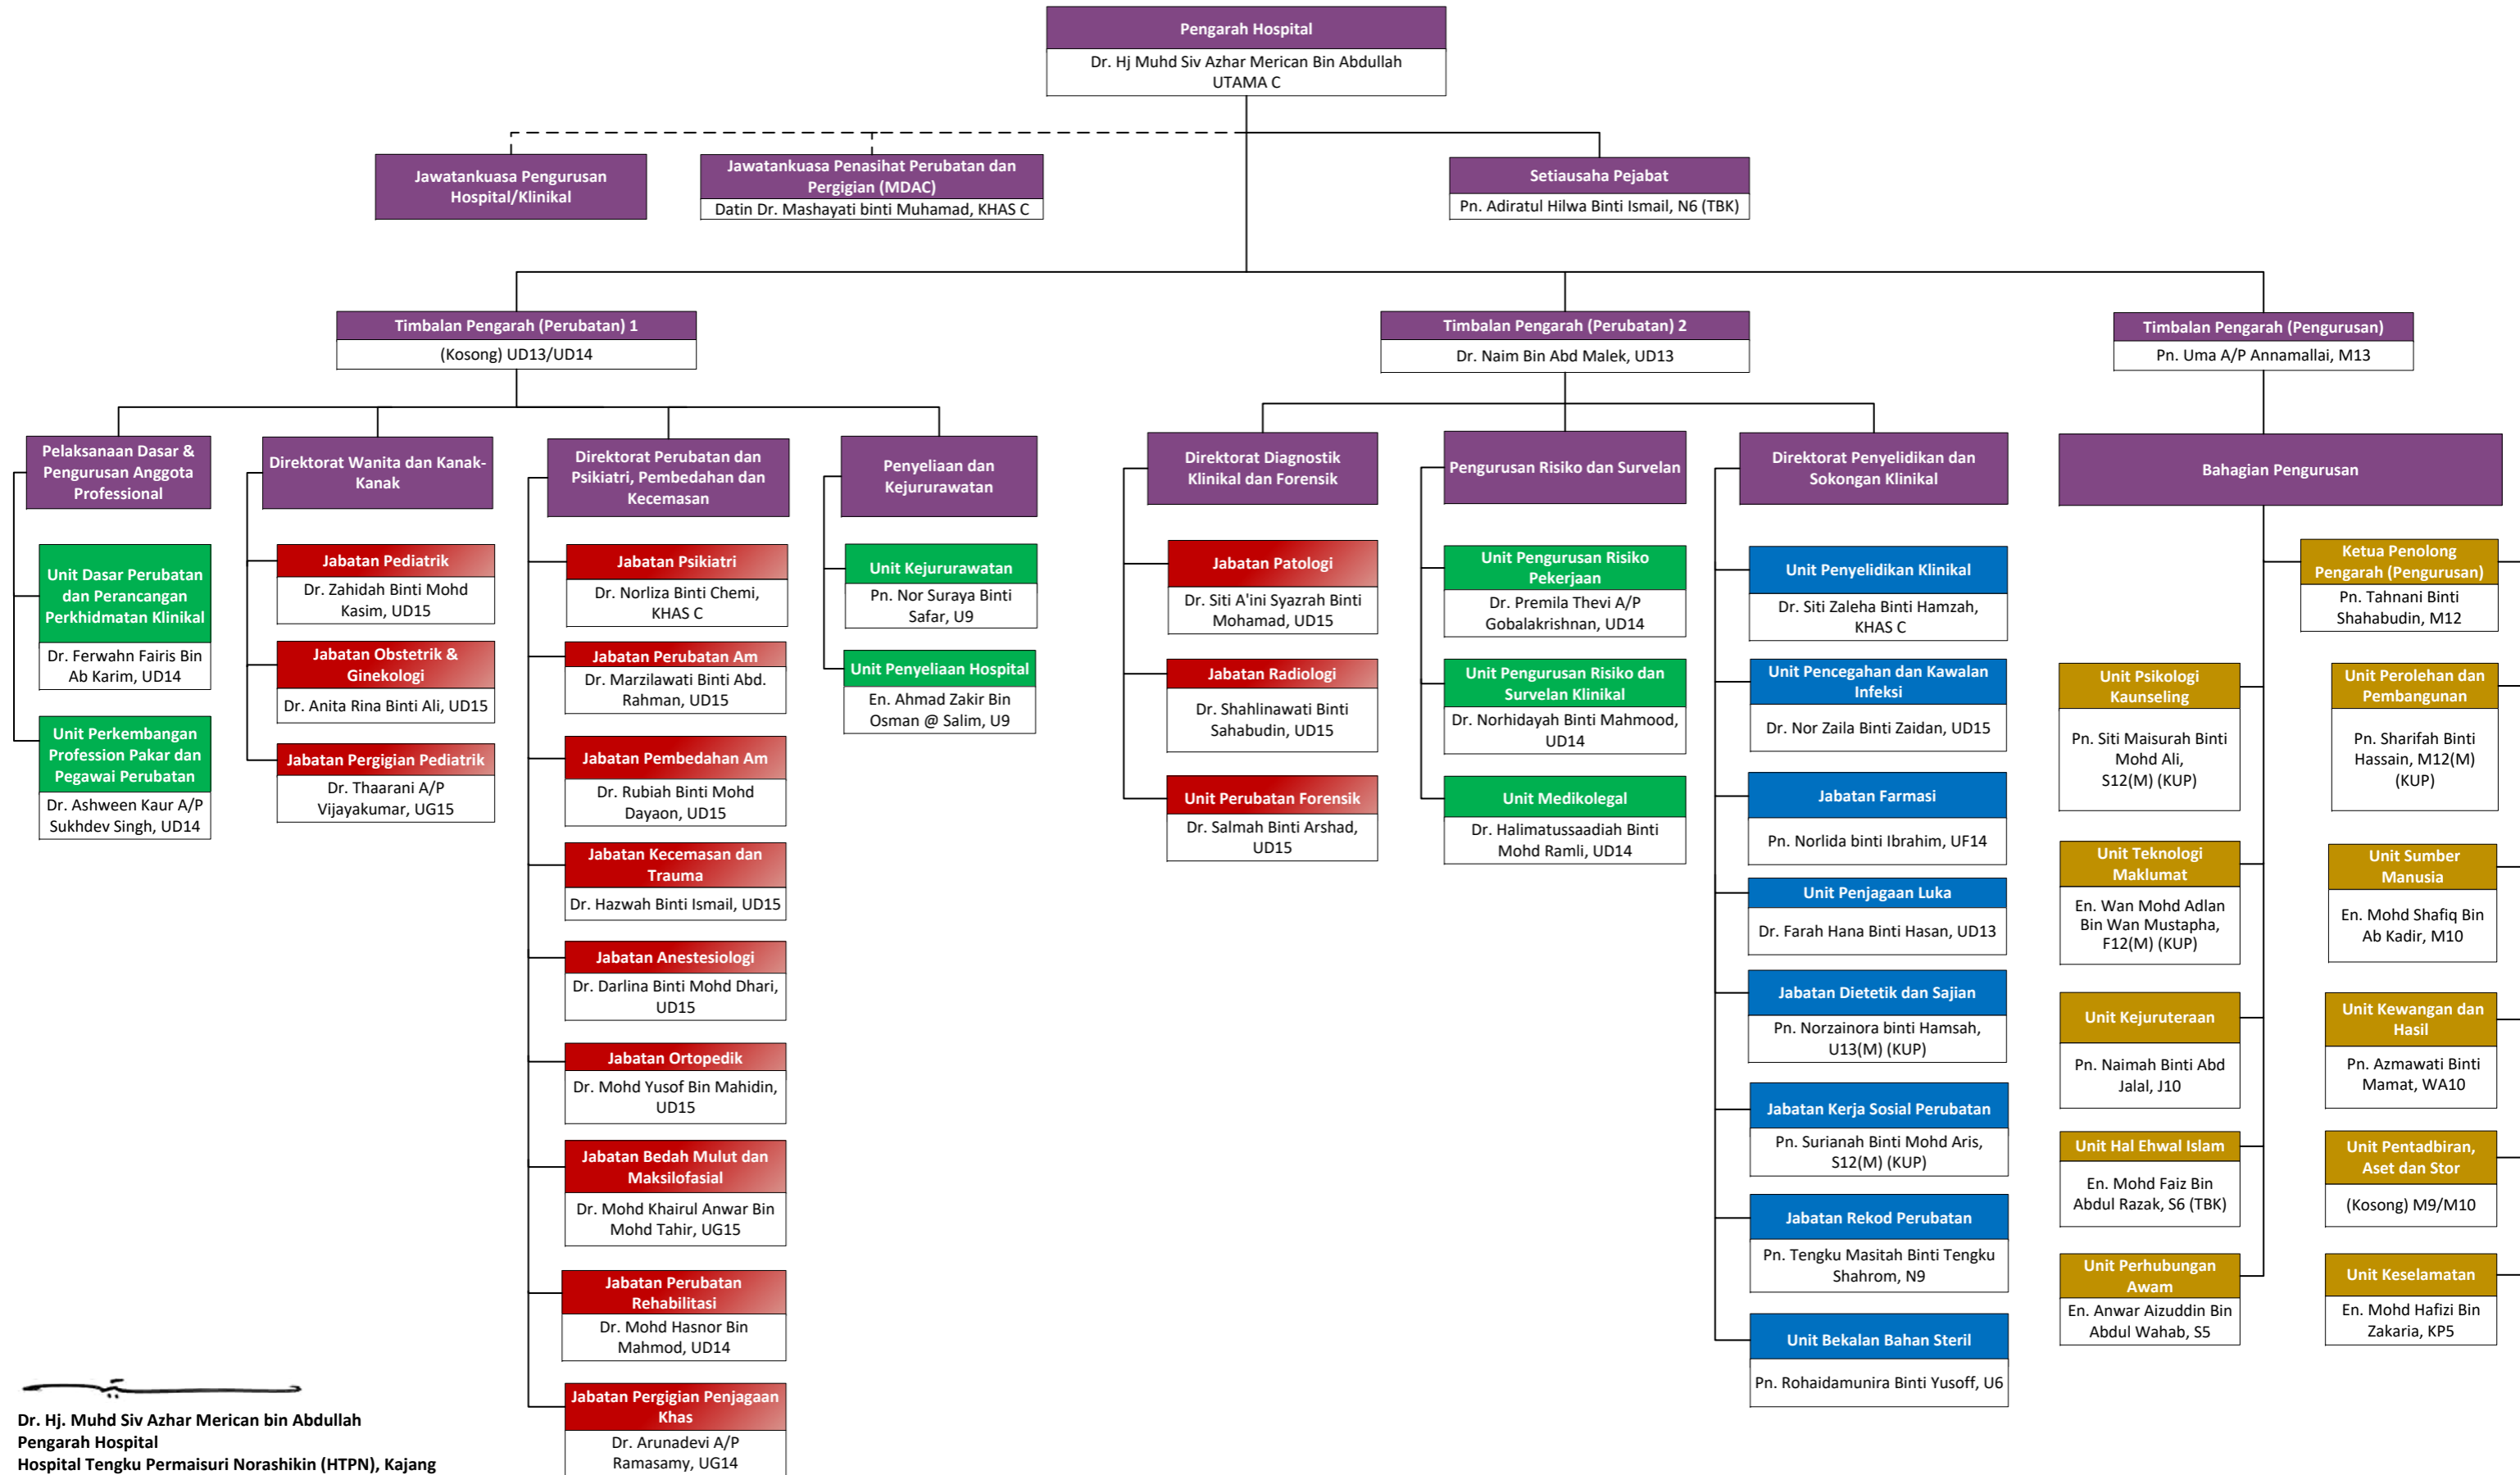 Pengarah Hospital
Dr. Hj Muhd Siv Azhar Merican Bin Abdullah
UTAMA C
Jawatankuasa Pengurusan
Hospital/Klinikal
Jawatankuasa Penasihat Perubatan dan
Pergigian (MDAC)
Datin Dr. Mashayati binti Muhamad, KHAS C
Setiausaha Pejabat
Pn. Adiratul Hilwa Binti Ismail, N6 (TBK)
Timbalan Pengarah (Perubatan) 1
(Kosong) UD13/UD14
Timbalan Pengarah (Perubatan) 2
Dr. Naim Bin Abd Malek, UD13
Timbalan Pengarah (Pengurusan)
Pn. Uma A/P Annamallai, M13
Pelaksanaan Dasar &
Pengurusan Anggota
Professional
Unit Dasar Perubatan
dan Perancangan
Perkhidmatan Klinikal
Dr. Ferwahn Fairis Bin
Ab Karim, UD14
Unit Perkembangan
Profession Pakar dan
Pegawai Perubatan
Dr. Ashween Kaur A/P
Sukhdev Singh, UD14
Direktorat Wanita dan Kanak-
Kanak
Jabatan Pediatrik
Dr. Zahidah Binti Mohd
Kasim, UD15
Jabatan Obstetrik &
Ginekologi
Dr. Anita Rina Binti Ali, UD15
Jabatan Pergigian Pediatrik
Dr. Thaarani A/P
Vijayakumar, UG15
Direktorat Perubatan dan
Psikiatri, Pembedahan dan
Kecemasan
Jabatan Psikiatri
Dr. Norliza Binti Chemi,
KHAS C
Jabatan Perubatan Am
Dr. Marzilawati Binti Abd.
Rahman, UD15
Jabatan Pembedahan Am
Dr. Rubiah Binti Mohd
Dayaon, UD15
Jabatan Kecemasan dan
Trauma
Dr. Hazwah Binti Ismail, UD15
Jabatan Anestesiologi
Dr. Darlina Binti Mohd Dhari,
UD15
Jabatan Ortopedik
Dr. Mohd Yusof Bin Mahidin,
UD15
Jabatan Bedah Mulut dan
Maksilofasial
Dr. Mohd Khairul Anwar Bin
Mohd Tahir, UG15
Jabatan Perubatan
Rehabilitasi
Dr. Mohd Hasnor Bin
Mahmod, UD14
Jabatan Pergigian Penjagaan
Khas
Dr. Arunadevi A/P
Ramasamy, UG14
Penyeliaan dan
Kejururawatan
Unit Kejururawatan
Pn. Nor Suraya Binti
Safar, U9
Unit Penyeliaan Hospital
En. Ahmad Zakir Bin
Osman @ Salim, U9
Direktorat Diagnostik
Klinikal dan Forensik
Jabatan Patologi
Dr. Siti A'ini Syazrah Binti
Mohamad, UD15
Jabatan Radiologi
Dr. Shahlinawati Binti
Sahabudin, UD15
Unit Perubatan Forensik
Dr. Salmah Binti Arshad,
UD15
Pengurusan Risiko dan Survelan
Unit Pengurusan Risiko
Pekerjaan
Dr. Premila Thevi A/P
Gobalakrishnan, UD14
Unit Pengurusan Risiko dan
Survelan Klinikal
Dr. Norhidayah Binti Mahmood,
UD14
Unit Medikolegal
Dr. Halimatussaadiah Binti
Mohd Ramli, UD14
Direktorat Penyelidikan dan
Sokongan Klinikal
Unit Penyelidikan Klinikal
Dr. Siti Zaleha Binti Hamzah,
KHAS C
Unit Pencegahan dan Kawalan
Infeksi
Dr. Nor Zaila Binti Zaidan, UD15
Jabatan Farmasi
Pn. Norlida binti Ibrahim, UF14
Unit Penjagaan Luka
Dr. Farah Hana Binti Hasan, UD13
Jabatan Dietetik dan Sajian
Pn. Norzainora binti Hamsah,
U13(M) (KUP)
Jabatan Kerja Sosial Perubatan
Pn. Surianah Binti Mohd Aris,
S12(M) (KUP)
Jabatan Rekod Perubatan
Pn. Tengku Masitah Binti Tengku
Shahrom, N9
Unit Bekalan Bahan Steril
Pn. Rohaidamunira Binti Yusoff, U6
Bahagian Pengurusan
Ketua Penolong
Pengarah (Pengurusan)
Pn. Tahnani Binti
Shahabudin, M12
Unit Psikologi
Kaunseling
Pn. Siti Maisurah Binti
Mohd Ali,
S12(M) (KUP)
Unit Teknologi
Maklumat
En. Wan Mohd Adlan
Bin Wan Mustapha,
F12(M) (KUP)
Unit Kejuruteraan
Pn. Naimah Binti Abd
Jalal, J10
Unit Hal Ehwal Islam
En. Mohd Faiz Bin
Abdul Razak, S6 (TBK)
Unit Perhubungan
Awam
En. Anwar Aizuddin Bin
Abdul Wahab, S5
Unit Perolehan dan
Pembangunan
Pn. Sharifah Binti
Hassain, M12(M)
(KUP)
Unit Sumber
Manusia
En. Mohd Shafiq Bin
Ab Kadir, M10
Unit Kewangan dan
Hasil
Pn. Azmawati Binti
Mamat, WA10
Unit Pentadbiran,
Aset dan Stor
(Kosong) M9/M10
Unit Keselamatan
En. Mohd Hafizi Bin
Zakaria, KP5
Dr. Hj. Muhd Siv Azhar Merican bin Abdullah
Pengarah Hospital
Hospital Tengku Permaisuri Norashikin (HTPN), Kajang